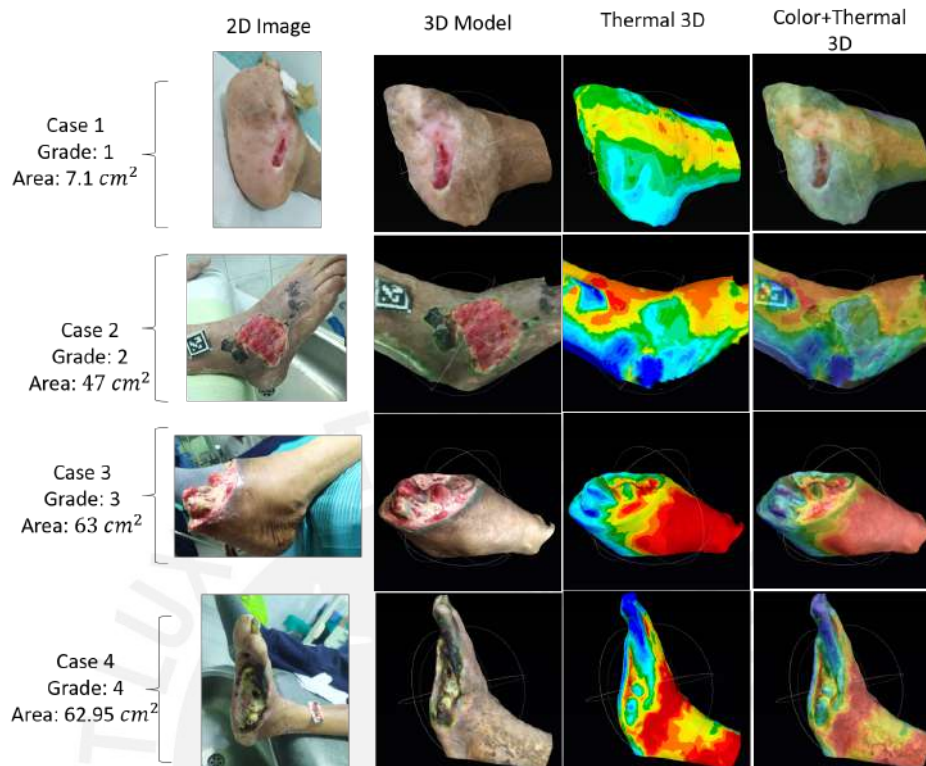 2D Image
3D Model
Thermal 3D
Color+Thermal
3D
Case 1
Grade: 1
Area: 7.1 cm²
Case 2
Grade: 2
Area: 47 cm²
Case 3
Grade: 3
Area: 63 cm²
Case 4
Grade: 4
Area: 62.95 cm²
T LUX